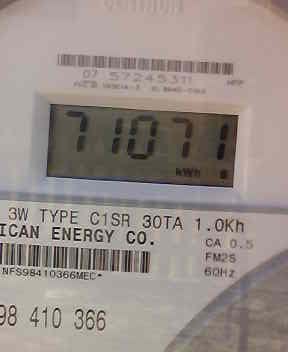 07 57245311
71071
kWh
3W TYPE C1SR 30TA 1.0Kh
ICAN ENERGY CO.
CA 0.5
FM2S
NFS98410366MEC*
60Hz
98 410 366